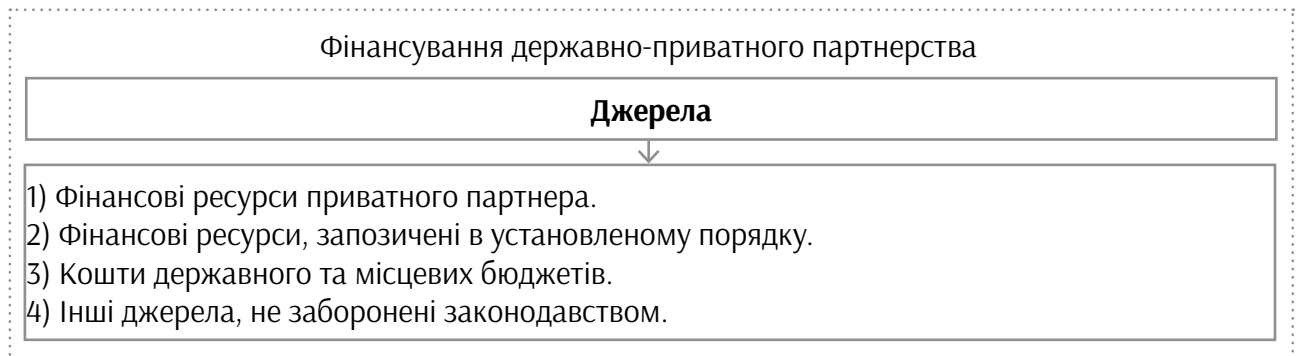 Фінансування державно-приватного партнерства
Джерела
1) Фінансові ресурси приватного партнера.
2) Фінансові ресурси, запозичені в установленому порядку.
3) Кошти державного та місцевих бюджетів.
4) Інші джерела, не заборонені законодавством.